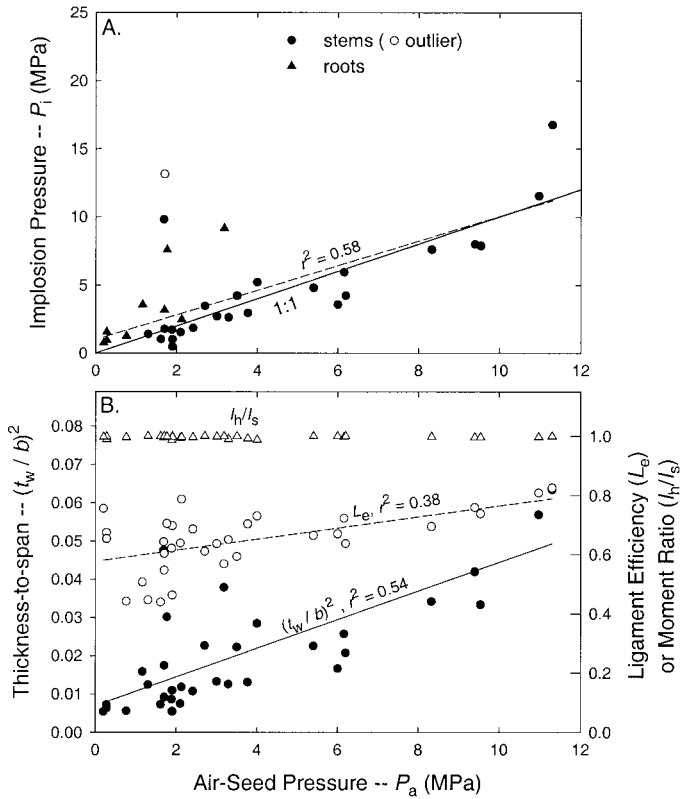 A.
● stems ( ○ outlier)
▲ roots
Implosion Pressure -- Pi (MPa)
25
20
15
10
5
0
r² = 0.58
1:1
0 2 4 6 8 10 12
B.
Ih/Is
Thickness-to-span -- (tw / b)²
0.08
0.07
0.06
0.05
0.04
0.03
0.02
0.01
0.00
Le, r² = 0.38
(tw / b)², r² = 0.54
1.0
0.8
0.6
0.4
0.2
0.0
Ligament Efficiency (Le)
or Moment Ratio (Ih/Is)
0 2 4 6 8 10 12
Air-Seed Pressure -- Pa (MPa)